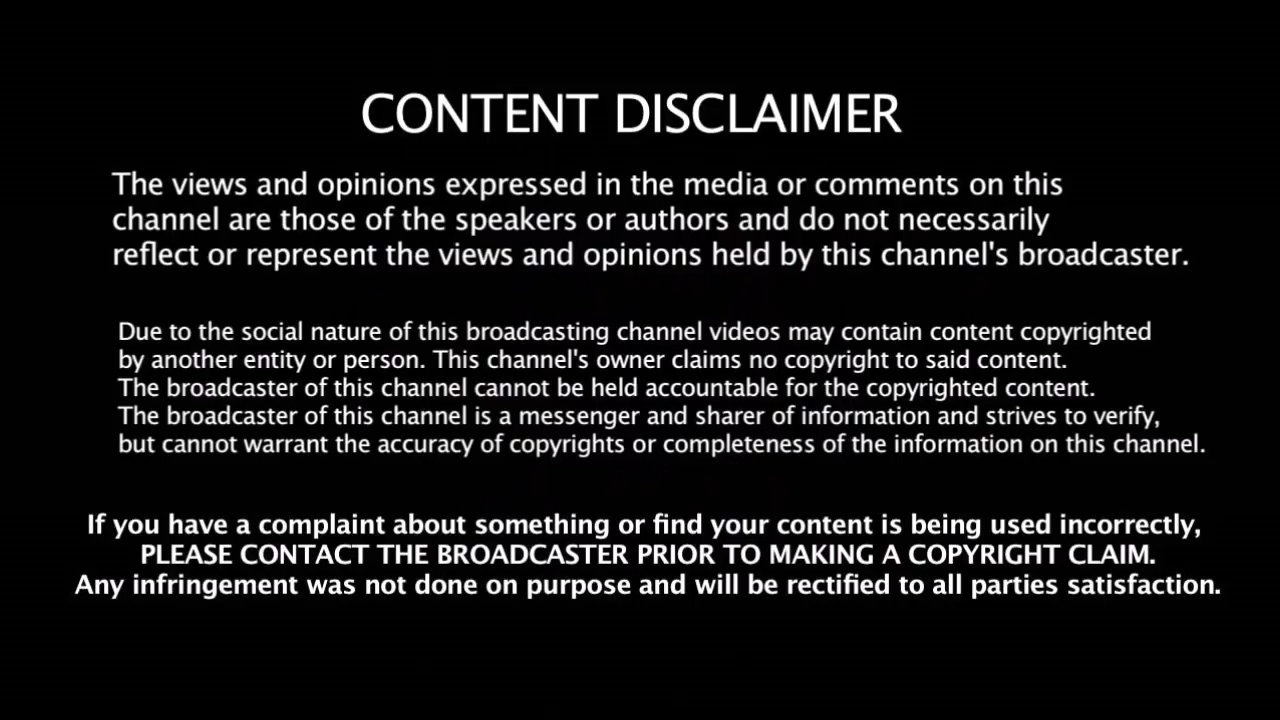 CONTENT DISCLAIMER
The views and opinions expressed in the media or comments on this
channel are those of the speakers or authors and do not necessarily
reflect or represent the views and opinions held by this channel's broadcaster.
Due to the social nature of this broadcasting channel videos may contain content copyrighted
by another entity or person. This channel's owner claims no copyright to said content.
The broadcaster of this channel cannot be held accountable for the copyrighted content.
The broadcaster of this channel is a messenger and sharer of information and strives to verify,
but cannot warrant the accuracy of copyrights or completeness of the information on this channel.
If you have a complaint about something or find your content is being used incorrectly,
PLEASE CONTACT THE BROADCASTER PRIOR TO MAKING A COPYRIGHT CLAIM.
Any infringement was not done on purpose and will be rectified to all parties satisfaction.